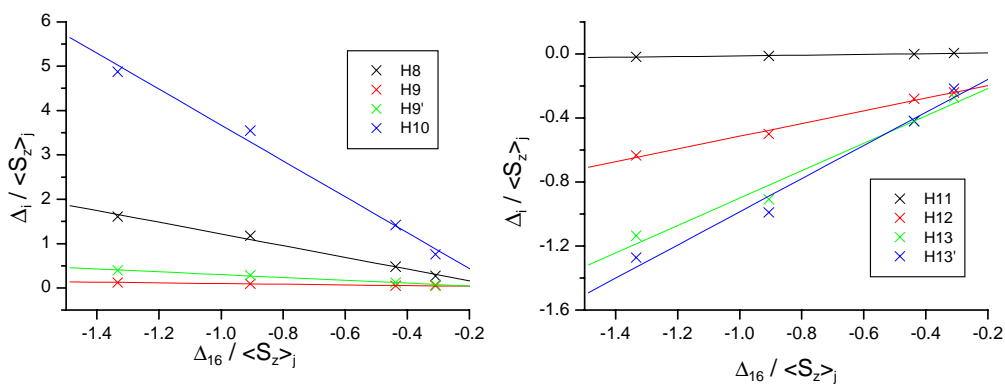 6
5
4
3
2
1
0
Δi / <Sz>j
-1.4 -1.2 -1.0 -0.8 -0.6 -0.4 -0.2
Δ16 / <Sz>j
H8
H9
H9'
H10
0.0
-0.4
-0.8
-1.2
-1.6
Δi / <Sz>j
-1.4 -1.2 -1.0 -0.8 -0.6 -0.4 -0.2
Δ16 / <Sz>j
H11
H12
H13
H13'